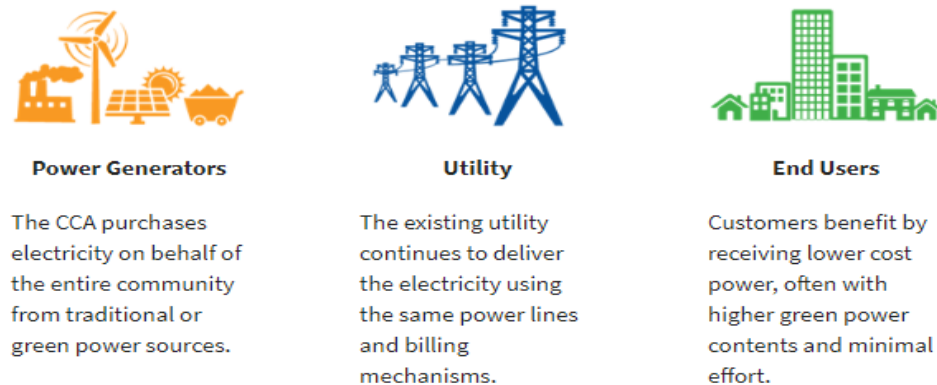 Power Generators
The CCA purchases
electricity on behalf of
the entire community
from traditional or
green power sources.
Utility
The existing utility
continues to deliver
the electricity using
the same power lines
and billing
mechanisms.
End Users
Customers benefit by
receiving lower cost
power, often with
higher green power
contents and minimal
effort.